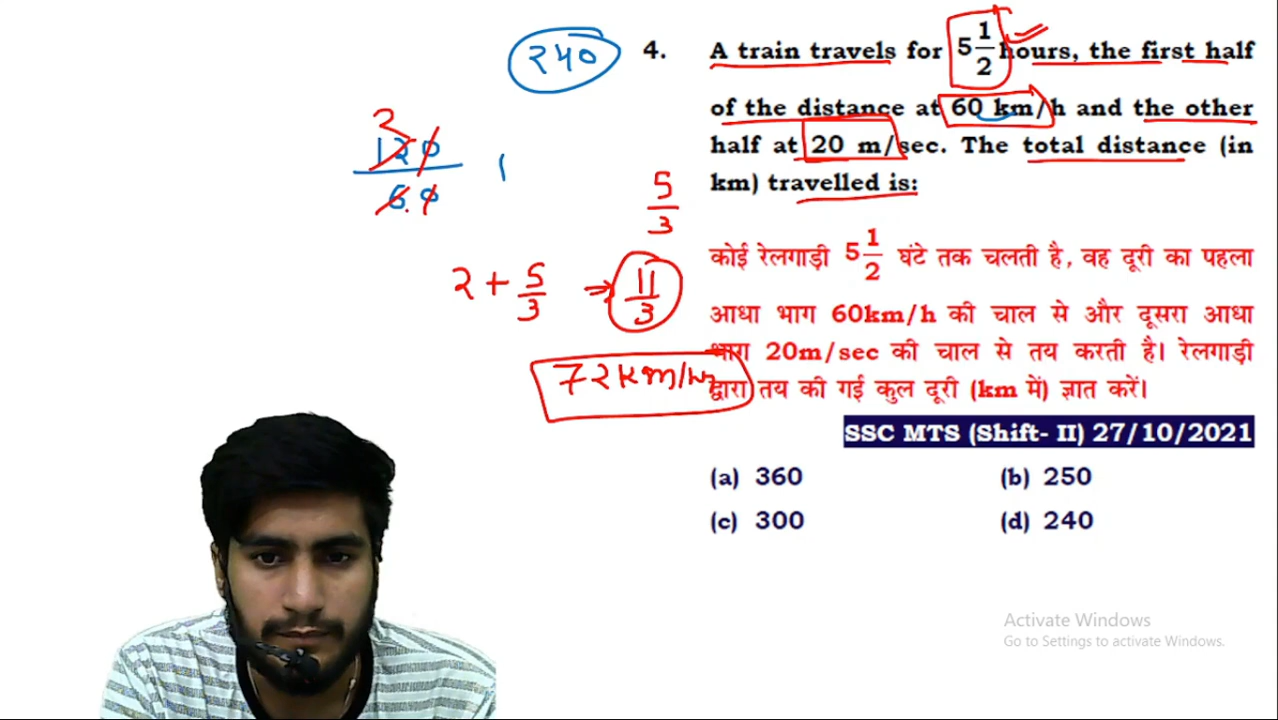 240
4. A train travels for 5 1/2 hours, the first half
of the distance at 60 km/h and the other
half at 20 m/sec. The total distance (in
km) travelled is:
2
120/60 1
5/3
2 + 5/3 ⇒ 11/3
72 km/hr
कोई रेलगाड़ी 5 1/2 घंटे तक चलती है, वह दूरी का पहला
आधा भाग 60km/h की चाल से और दूसरा आधा
भाग 20m/sec की चाल से तय करती है। रेलगाड़ी
द्वारा तय की गई कुल दूरी (km में) ज्ञात करें।
SSC MTS (Shift- II) 27/10/2021
(a) 360 (b) 250
(c) 300 (d) 240
Activate Windows
Go to Settings to activate Windows.